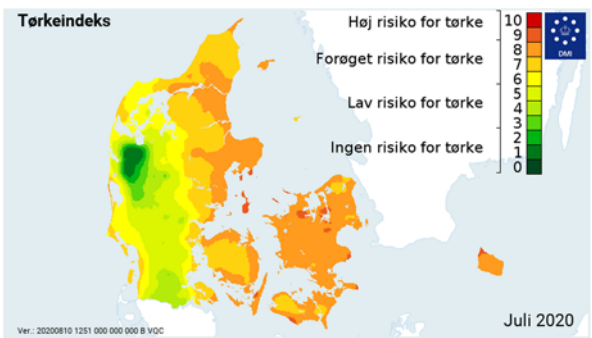 Tørkeindeks
Høj risiko for tørke
Forøget risiko for tørke
Lav risiko for tørke
Ingen risiko for tørke
10
9
8
7
6
5
4
3
2
1
0
DMI
Juli 2020
Ver.: 20200810 1251 000 000 000 B VQC